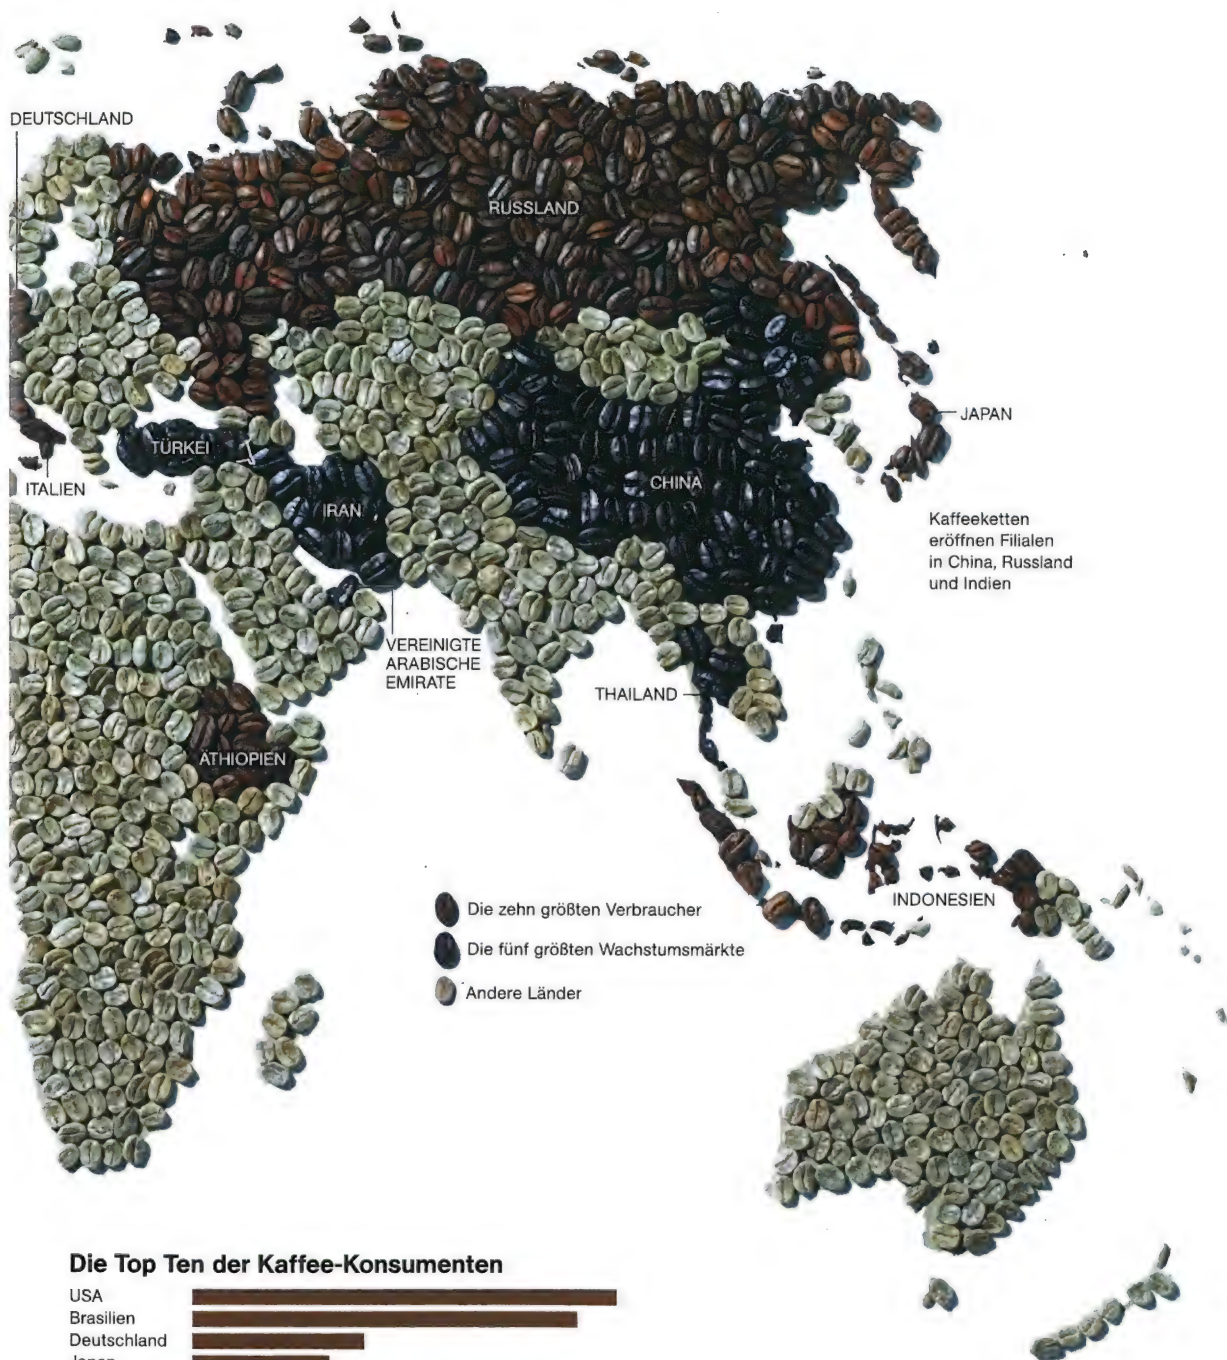 DEUTSCHLAND
RUSSLAND
JAPAN
TÜRKEI
ITALIEN
IRAN
CHINA
Kaffeeketten
eröffnen Filialen
in China, Russland
und Indien
VEREINIGTE
ARABISCHE
EMIRATE
THAILAND
ÄTHIOPIEN
INDONESIEN
Die zehn größten Verbraucher
Die fünf größten Wachstumsmärkte
Andere Länder
Die Top Ten der Kaffee-Konsumenten
USA
Brasilien
Deutschland
Japan